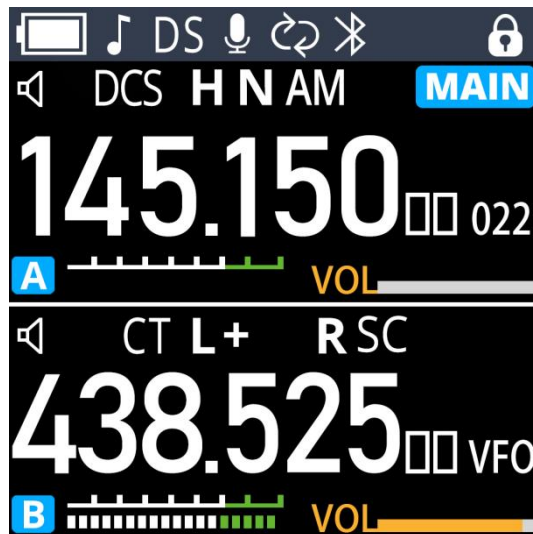 DS
DCS H N AM MAIN
145.150▯▯ 022
A VOL
CT L+ R SC
438.525▯▯ VFO
B VOL